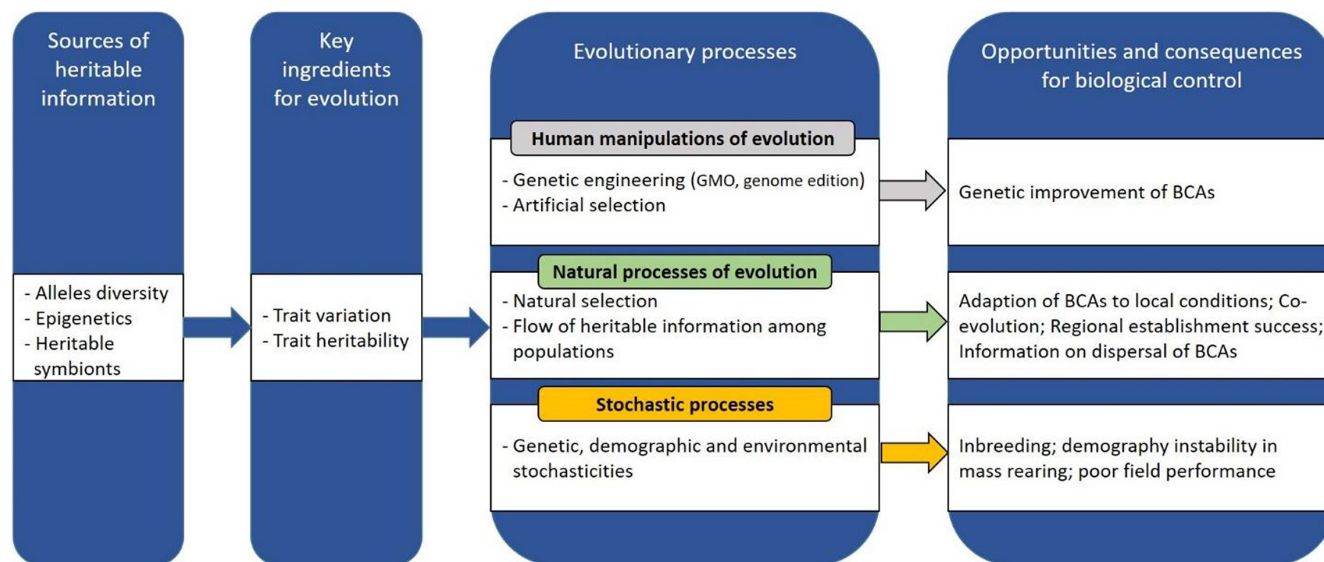 Sources of
heritable
information
- Alleles diversity
- Epigenetics
- Heritable
symbionts
Key
ingredients
for evolution
- Trait variation
- Trait heritability
Evolutionary processes
Human manipulations of evolution
- Genetic engineering (GMO, genome edition)
- Artificial selection
Natural processes of evolution
- Natural selection
- Flow of heritable information among
populations
Stochastic processes
- Genetic, demographic and environmental
stochasticities
Opportunities and consequences
for biological control
Genetic improvement of BCAs
Adaption of BCAs to local conditions; Co-
evolution; Regional establishment success;
Information on dispersal of BCAs
Inbreeding; demography instability in
mass rearing; poor field performance